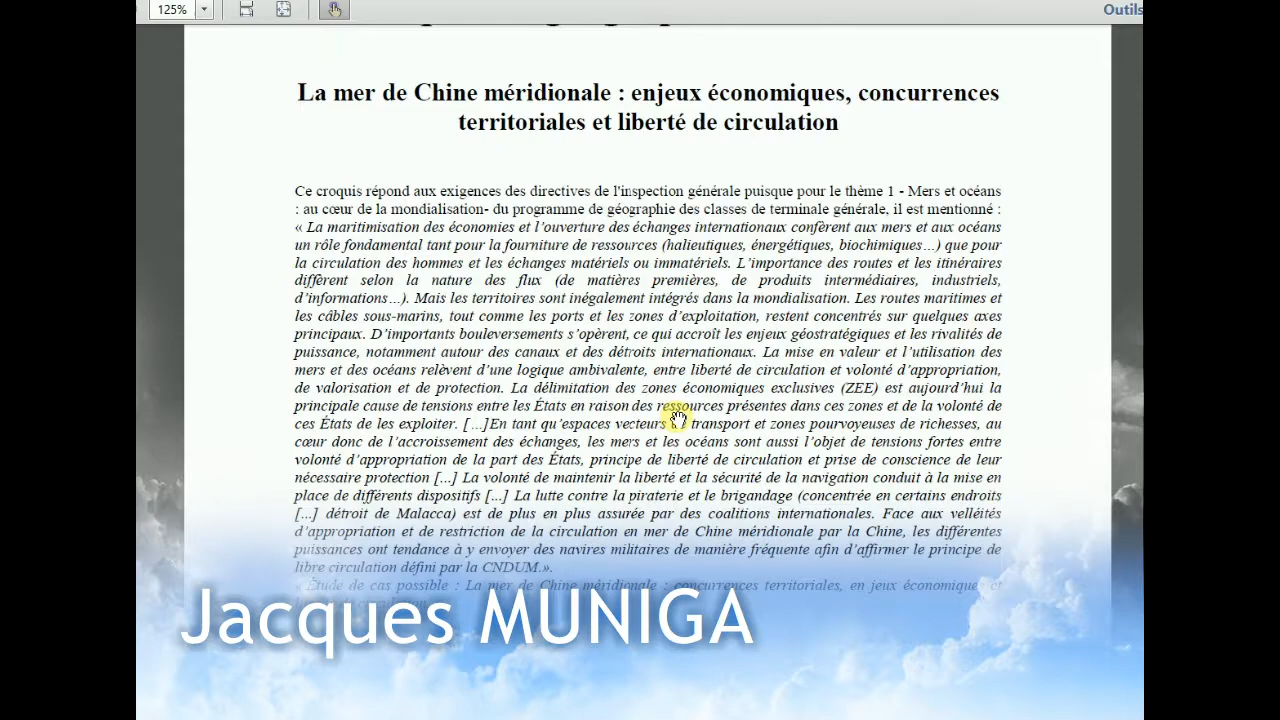 125%
Outils
La mer de Chine méridionale : enjeux économiques, concurrences
territoriales et liberté de circulation
Ce croquis répond aux exigences des directives de l'inspection générale puisque pour le thème 1 - Mers et océans
: au cœur de la mondialisation- du programme de géographie des classes de terminale générale, il est mentionné :
« La maritimisation des économies et l’ouverture des échanges internationaux confèrent aux mers et aux océans
un rôle fondamental tant pour la fourniture de ressources (halieutiques, énergétiques, biochimiques…) que pour
la circulation des hommes et les échanges matériels ou immatériels. L’importance des routes et les itinéraires
diffèrent selon la nature des flux (de matières premières, de produits intermédiaires, industriels,
d’informations…). Mais les territoires sont inégalement intégrés dans la mondialisation. Les routes maritimes et
les câbles sous-marins, tout comme les ports et les zones d’exploitation, restent concentrés sur quelques axes
principaux. D’importants bouleversements s’opèrent, ce qui accroît les enjeux géostratégiques et les rivalités de
puissance, notamment autour des canaux et des détroits internationaux. La mise en valeur et l’utilisation des
mers et des océans relèvent d’une logique ambivalente, entre liberté de circulation et volonté d’appropriation,
de valorisation et de protection. La délimitation des zones économiques exclusives (ZEE) est aujourd’hui la
principale cause de tensions entre les États en raison des ressources présentes dans ces zones et de la volonté de
ces États de les exploiter. […]En tant qu’espaces vecteurs transport et zones pourvoyeuses de richesses, au
cœur donc de l’accroissement des échanges, les mers et les océans sont aussi l’objet de tensions fortes entre
volonté d’appropriation de la part des États, principe de liberté de circulation et prise de conscience de leur
nécessaire protection [...] La volonté de maintenir la liberté et la sécurité de la navigation conduit à la mise en
place de différents dispositifs [...] La lutte contre la piraterie et le brigandage (concentrée en certains endroits
[...] détroit de Malacca) est de plus en plus assurée par des coalitions internationales. Face aux velléités
d’appropriation et de restriction de la circulation en mer de Chine méridionale par la Chine, les différentes
puissances ont tendance à y envoyer des navires militaires de manière fréquente afin d’affirmer le principe de
libre circulation défini par la CNDUM.».
« Étude de cas possible : La mer de Chine méridionale : concurrences territoriales, en jeux économiques et
Jacques MUNIGA